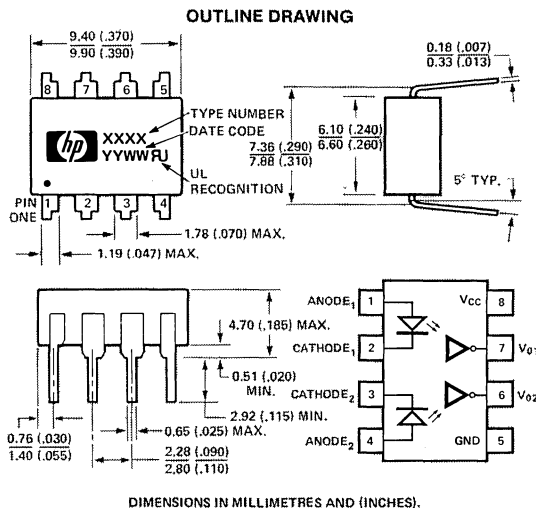 OUTLINE DRAWING
9.40 (.370)
9.90 (.390)
8 7 6 5
hp
XXXX
YYWW
TYPE NUMBER
DATE CODE
UL
RECOGNITION
PIN
ONE
1 2 3 4
1.78 (.070) MAX.
1.19 (.047) MAX.
0.18 (.007)
0.33 (.013)
7.36 (.290)
7.88 (.310)
6.10 (.240)
6.60 (.260)
5° TYP.
4.70 (.185) MAX.
0.51 (.020)
MIN.
2.92 (.115) MIN.
0.76 (.030)
1.40 (.055)
0.65 (.025) MAX.
2.28 (.090)
2.80 (.110)
ANODE1 1
VCC 8
CATHODE1 2
7 V01
CATHODE2 3
6 V02
ANODE2 4
GND 5
DIMENSIONS IN MILLIMETRES AND (INCHES).